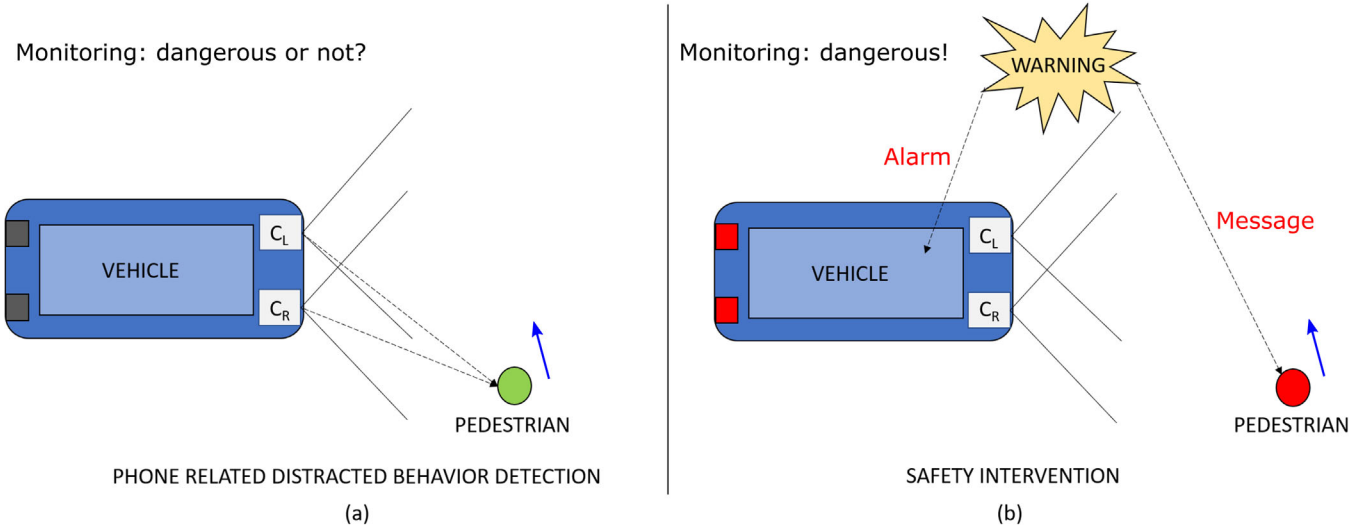 Monitoring: dangerous or not?
C_L
VEHICLE
C_R
PEDESTRIAN
PHONE RELATED DISTRACTED BEHAVIOR DETECTION
(a)
Monitoring: dangerous!
WARNING
Alarm
Message
C_L
VEHICLE
C_R
PEDESTRIAN
SAFETY INTERVENTION
(b)